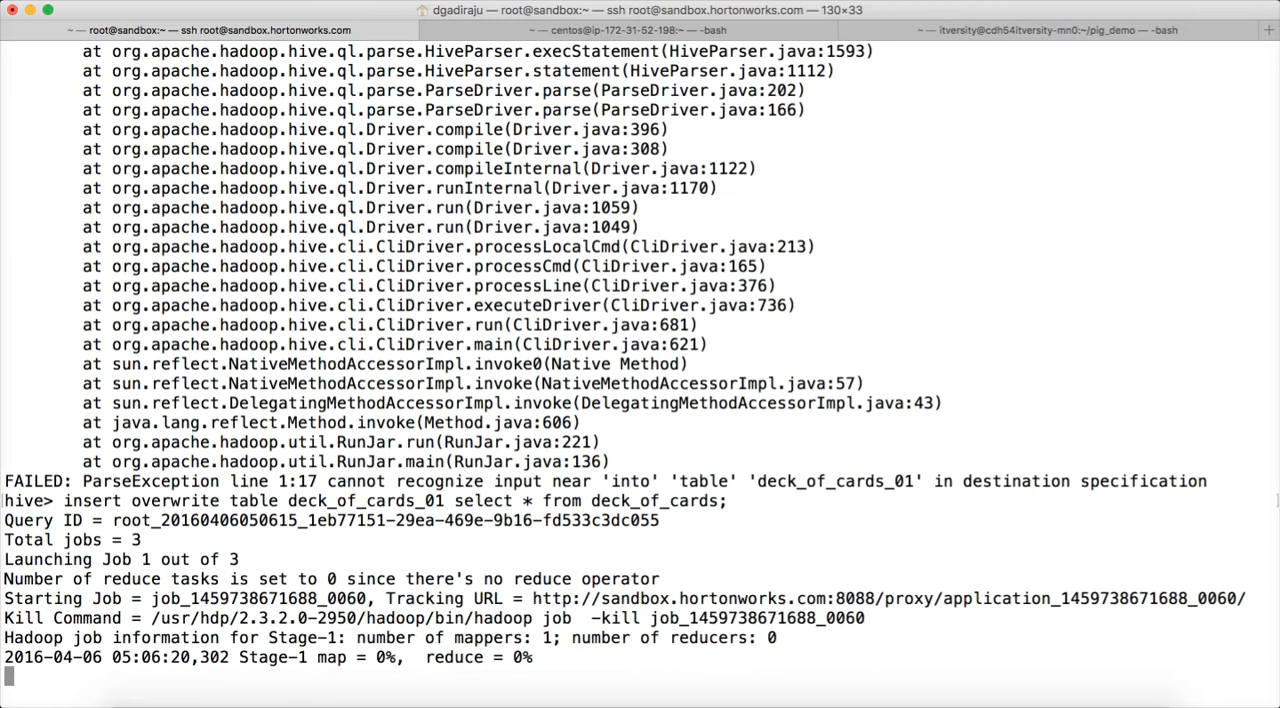 dgadiraju — root@sandbox:~ — ssh root@sandbox.hortonworks.com — 130×33
~ — root@sandbox:~ — ssh root@sandbox.hortonworks.com
~ — centos@ip-172-31-52-198:~ — -bash
~ — itversity@cdh54itversity-mn0:~/pig_demo — -bash
at org.apache.hadoop.hive.ql.parse.HiveParser.execStatement(HiveParser.java:1593)
at org.apache.hadoop.hive.ql.parse.HiveParser.statement(HiveParser.java:1112)
at org.apache.hadoop.hive.ql.parse.ParseDriver.parse(ParseDriver.java:202)
at org.apache.hadoop.hive.ql.parse.ParseDriver.parse(ParseDriver.java:166)
at org.apache.hadoop.hive.ql.Driver.compile(Driver.java:396)
at org.apache.hadoop.hive.ql.Driver.compile(Driver.java:308)
at org.apache.hadoop.hive.ql.Driver.compileInternal(Driver.java:1122)
at org.apache.hadoop.hive.ql.Driver.runInternal(Driver.java:1170)
at org.apache.hadoop.hive.ql.Driver.run(Driver.java:1059)
at org.apache.hadoop.hive.ql.Driver.run(Driver.java:1049)
at org.apache.hadoop.hive.cli.CliDriver.processLocalCmd(CliDriver.java:213)
at org.apache.hadoop.hive.cli.CliDriver.processCmd(CliDriver.java:165)
at org.apache.hadoop.hive.cli.CliDriver.processLine(CliDriver.java:376)
at org.apache.hadoop.hive.cli.CliDriver.executeDriver(CliDriver.java:736)
at org.apache.hadoop.hive.cli.CliDriver.run(CliDriver.java:681)
at org.apache.hadoop.hive.cli.CliDriver.main(CliDriver.java:621)
at sun.reflect.NativeMethodAccessorImpl.invoke0(Native Method)
at sun.reflect.NativeMethodAccessorImpl.invoke(NativeMethodAccessorImpl.java:57)
at sun.reflect.DelegatingMethodAccessorImpl.invoke(DelegatingMethodAccessorImpl.java:43)
at java.lang.reflect.Method.invoke(Method.java:606)
at org.apache.hadoop.util.RunJar.run(RunJar.java:221)
at org.apache.hadoop.util.RunJar.main(RunJar.java:136)
FAILED: ParseException line 1:17 cannot recognize input near 'into' 'table' 'deck_of_cards_01' in destination specification
hive> insert overwrite table deck_of_cards_01 select * from deck_of_cards;
Query ID = root_20160406050615_1eb77151-29ea-469e-9b16-fd533c3dc055
Total jobs = 3
Launching Job 1 out of 3
Number of reduce tasks is set to 0 since there's no reduce operator
Starting Job = job_1459738671688_0060, Tracking URL = http://sandbox.hortonworks.com:8088/proxy/application_1459738671688_0060/
Kill Command = /usr/hdp/2.3.2.0-2950/hadoop/bin/hadoop job  -kill job_1459738671688_0060
Hadoop job information for Stage-1: number of mappers: 1; number of reducers: 0
2016-04-06 05:06:20,302 Stage-1 map = 0%,  reduce = 0%